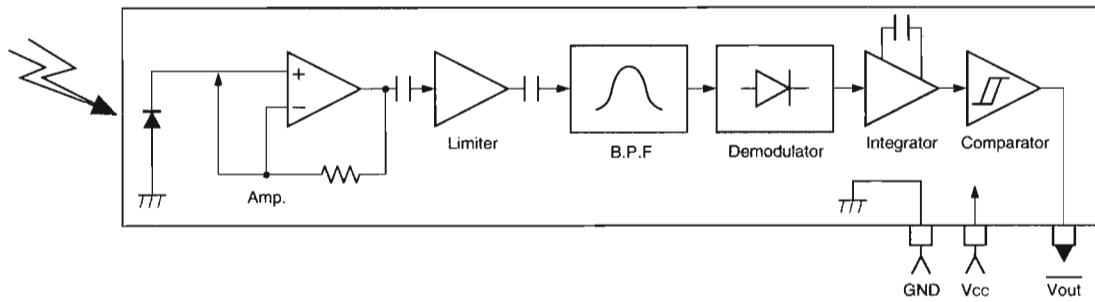 +
−
Amp.
Limiter
B.P.F
Demodulator
Integrator
Comparator
GND
Vcc
Vout